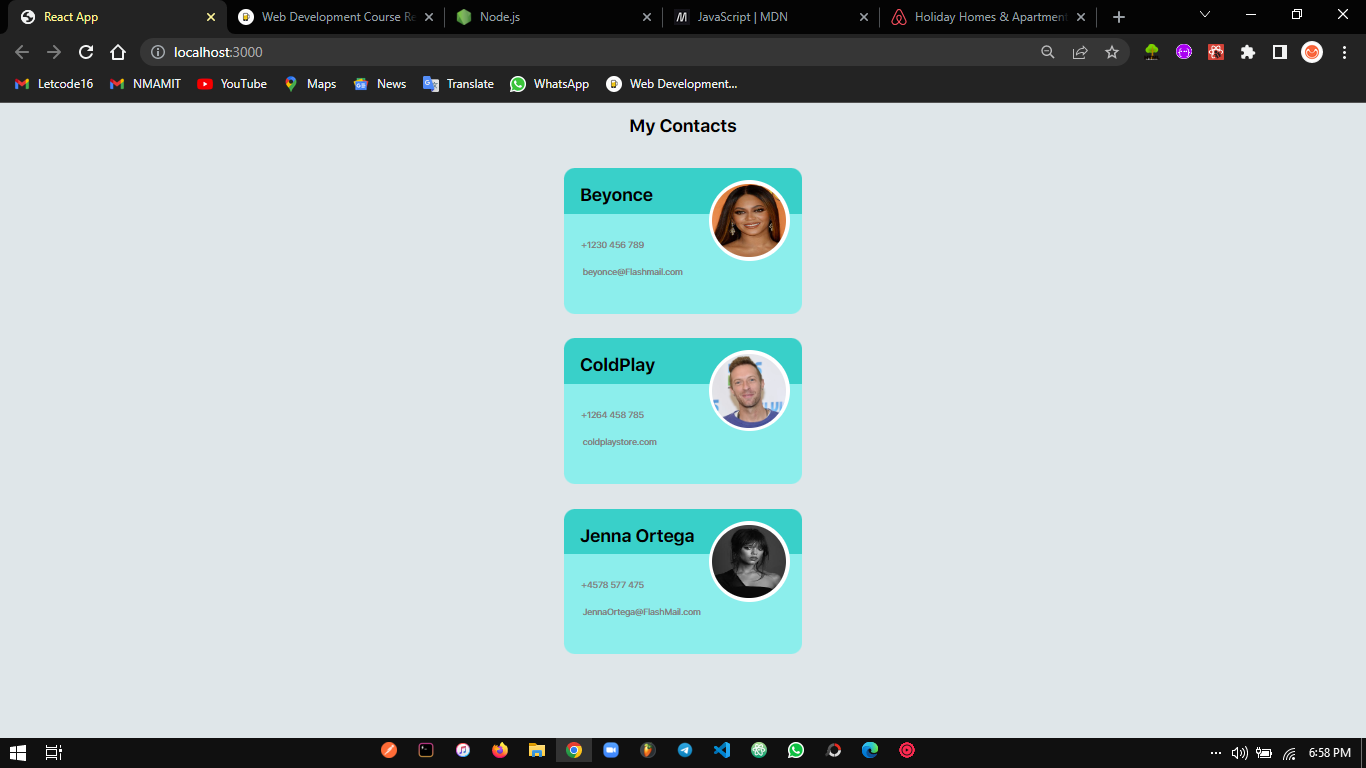 React App
Web Development Course Re
Node.js
JavaScript | MDN
Holiday Homes & Apartment
localhost:3000
Letcode16
NMAMIT
YouTube
Maps
News
Translate
WhatsApp
Web Development...
My Contacts
Beyonce
+1230 456 789
beyonce@Flashmail.com
ColdPlay
+1264 458 785
coldplaystore.com
Jenna Ortega
+4578 577 475
JennaOrtega@FlashMail.com
6:58 PM